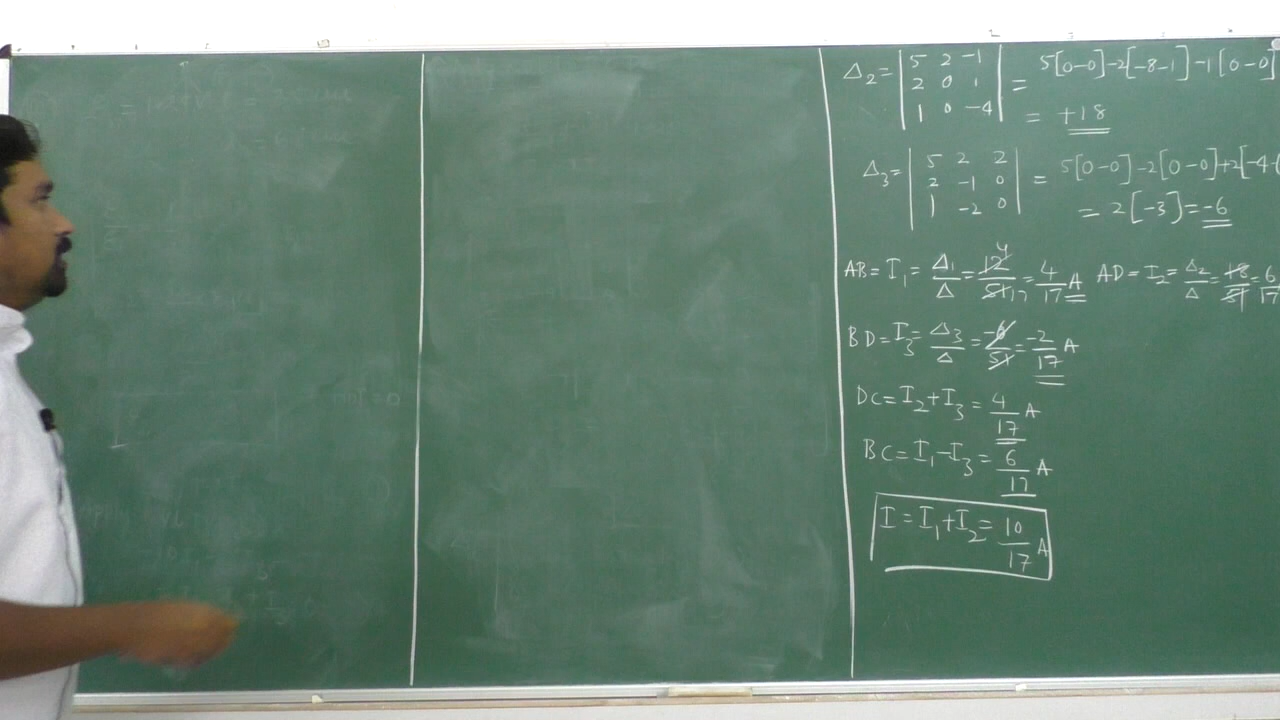 Δ₂ = | 5 2 -1 | = 5[0-0]-2[-8-1]-1[0-0]
| 2 0 1 |
| 1 0 -4 | = +18
Δ₃ = | 5 2 2 | = 5[0-0]-2[0-0]+2[-4-(
| 2 -1 0 |
| 1 -2 0 | = 2[-3] = -6
AB = I₁ = Δ₁/Δ = 12/51 = 4/17 A AD = I₂ = Δ₂/Δ = +18/51 = 6/17
BD = I₃ = Δ₃/Δ = -6/51 = -2/17 A
DC = I₂+I₃ = 4/17 A
BC = I₁-I₃ = 6/17 A
I = I₁+I₂ = 10/17 A